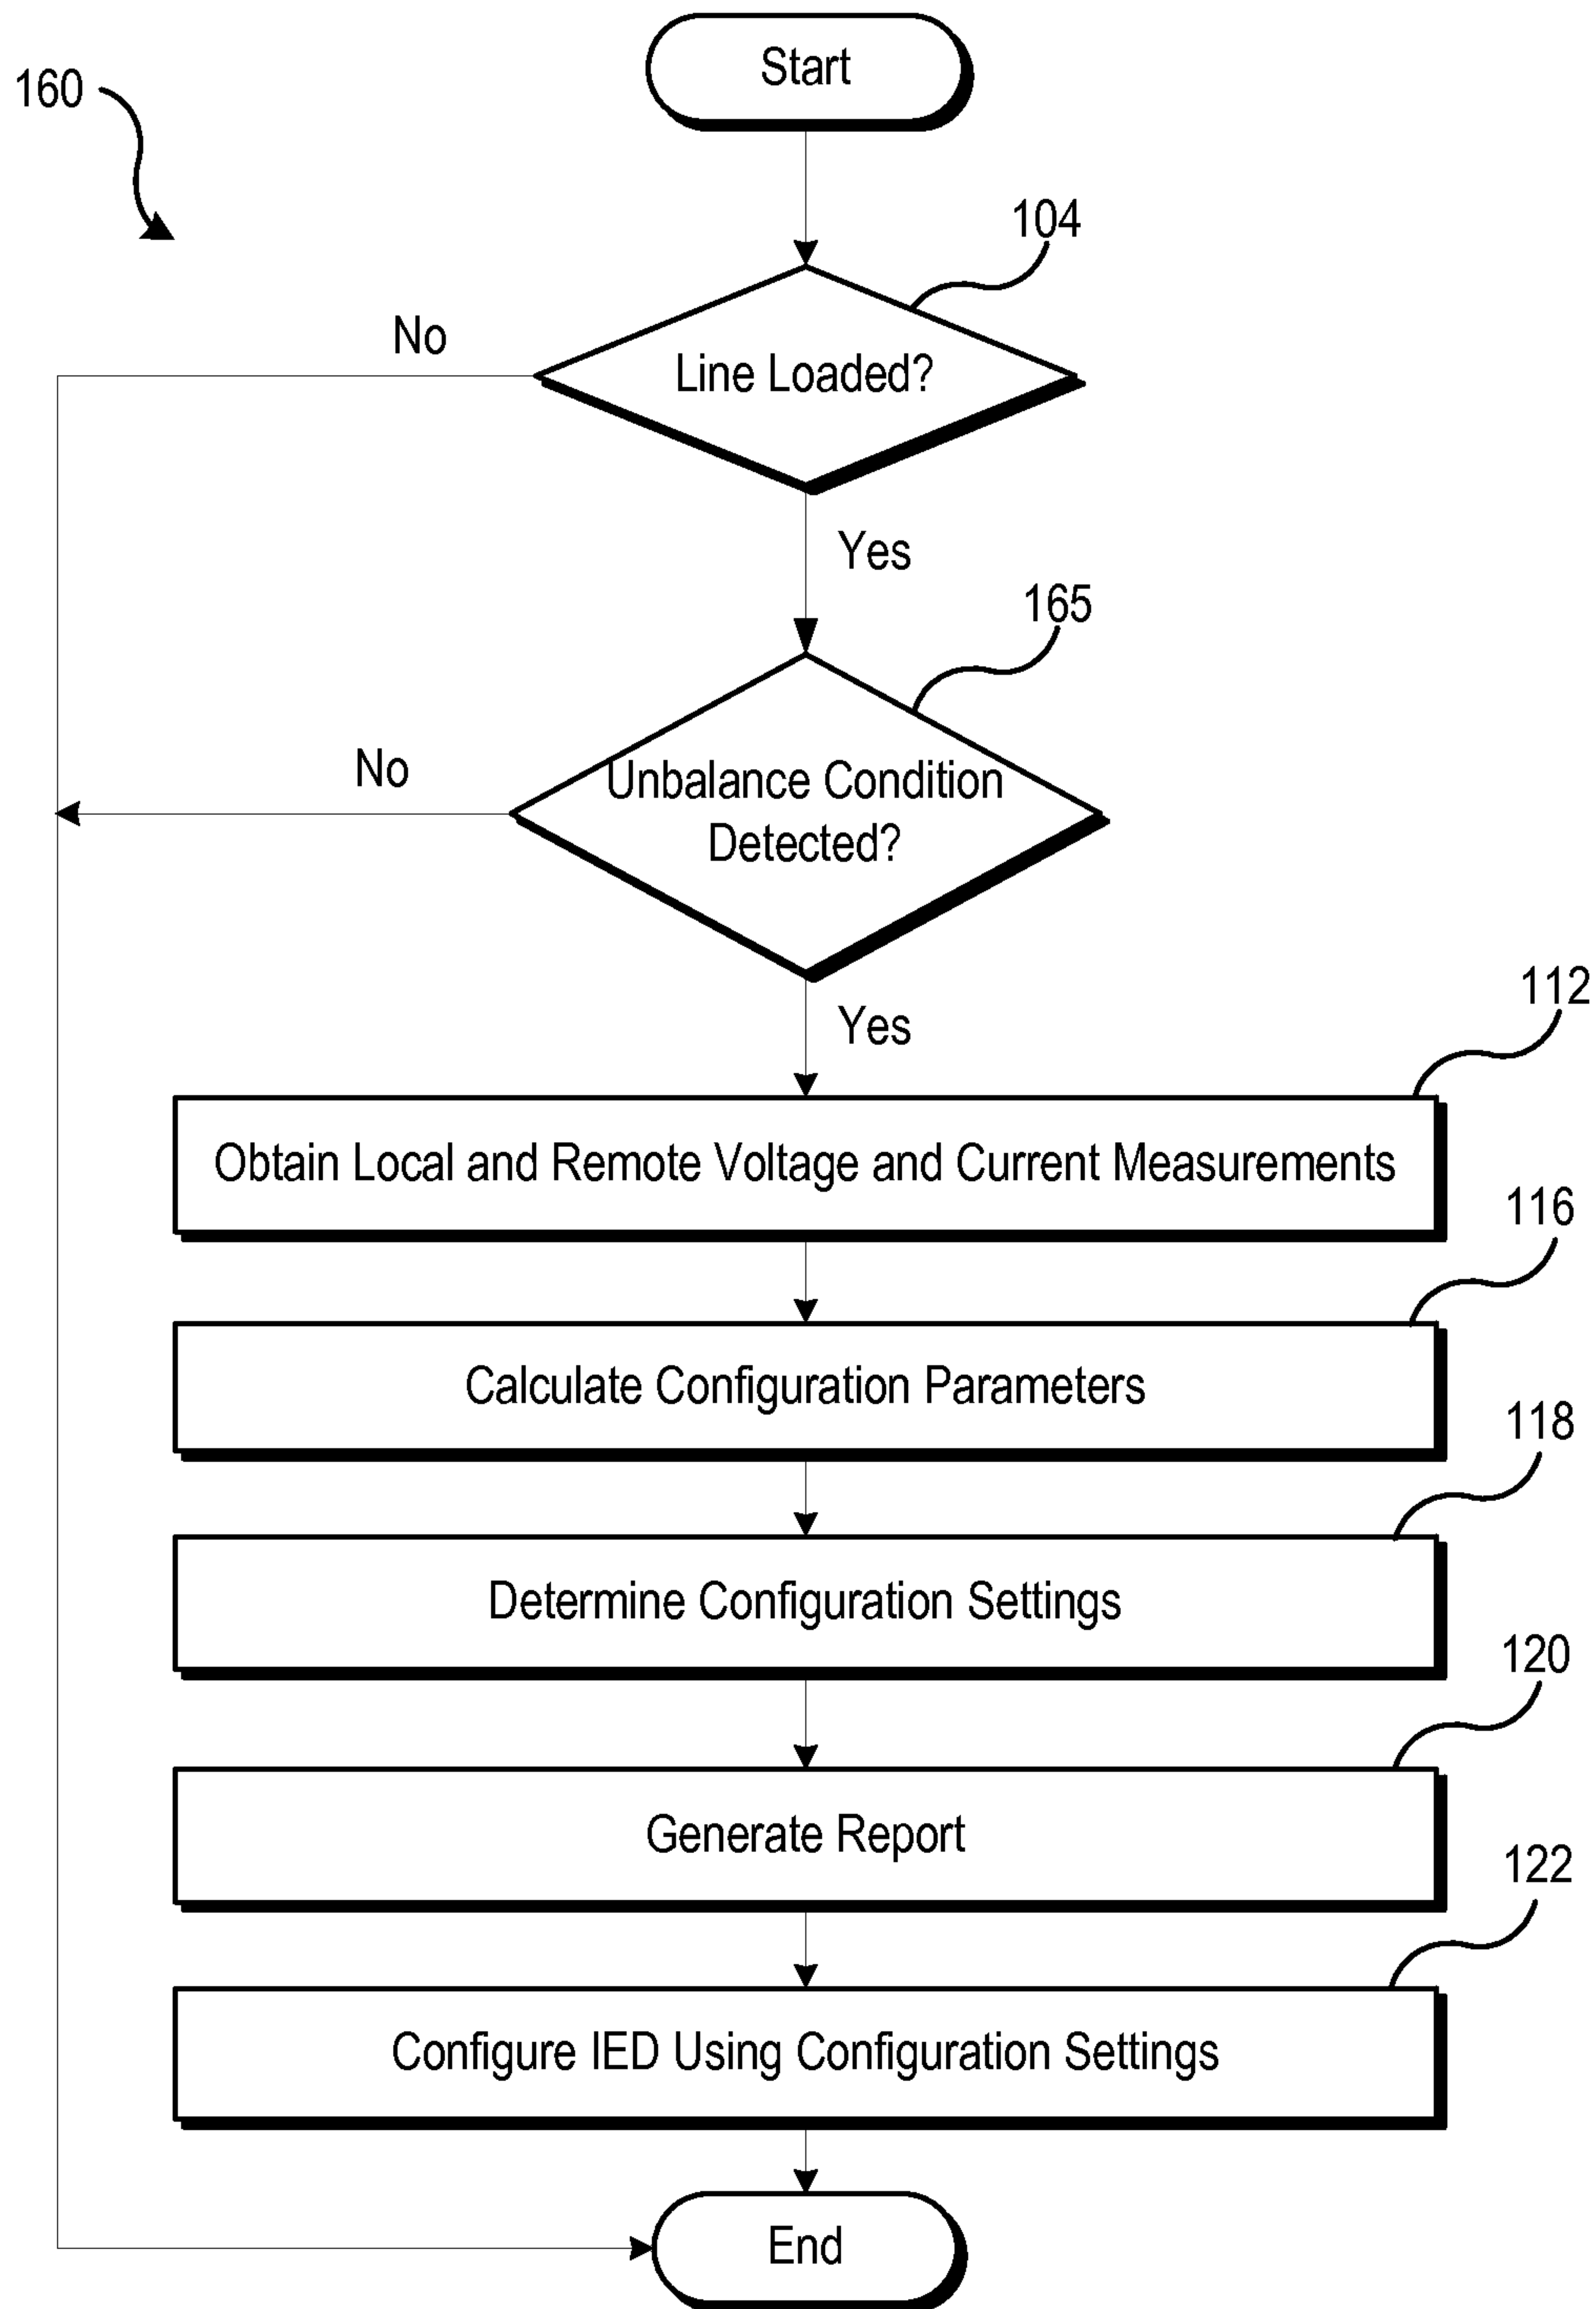 Start
160
104
No
Line Loaded?
Yes
165
No
Unbalance Condition
Detected?
112
Yes
Obtain Local and Remote Voltage and Current Measurements
116
Calculate Configuration Parameters
118
Determine Configuration Settings
120
Generate Report
122
Configure IED Using Configuration Settings
End